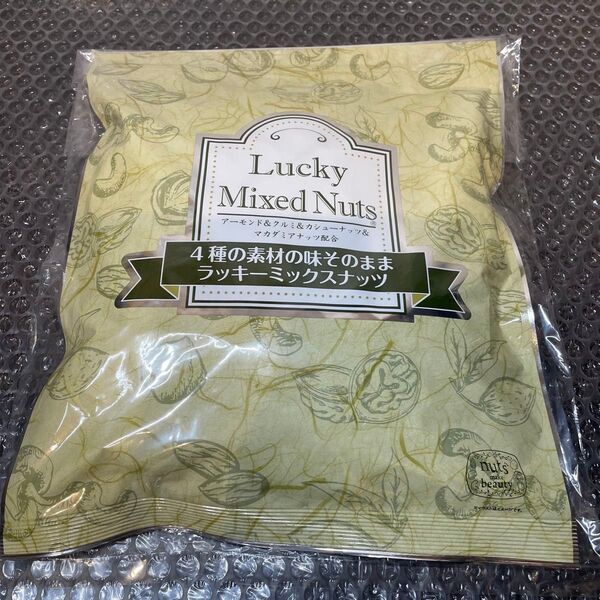 Lucky
Mixed Nuts®
アーモンド&クルミ&カシューナッツ&
マカダミアナッツ配合
4種の素材の味そのまま
ラッキーミックスナッツ
nuts
make
beauty